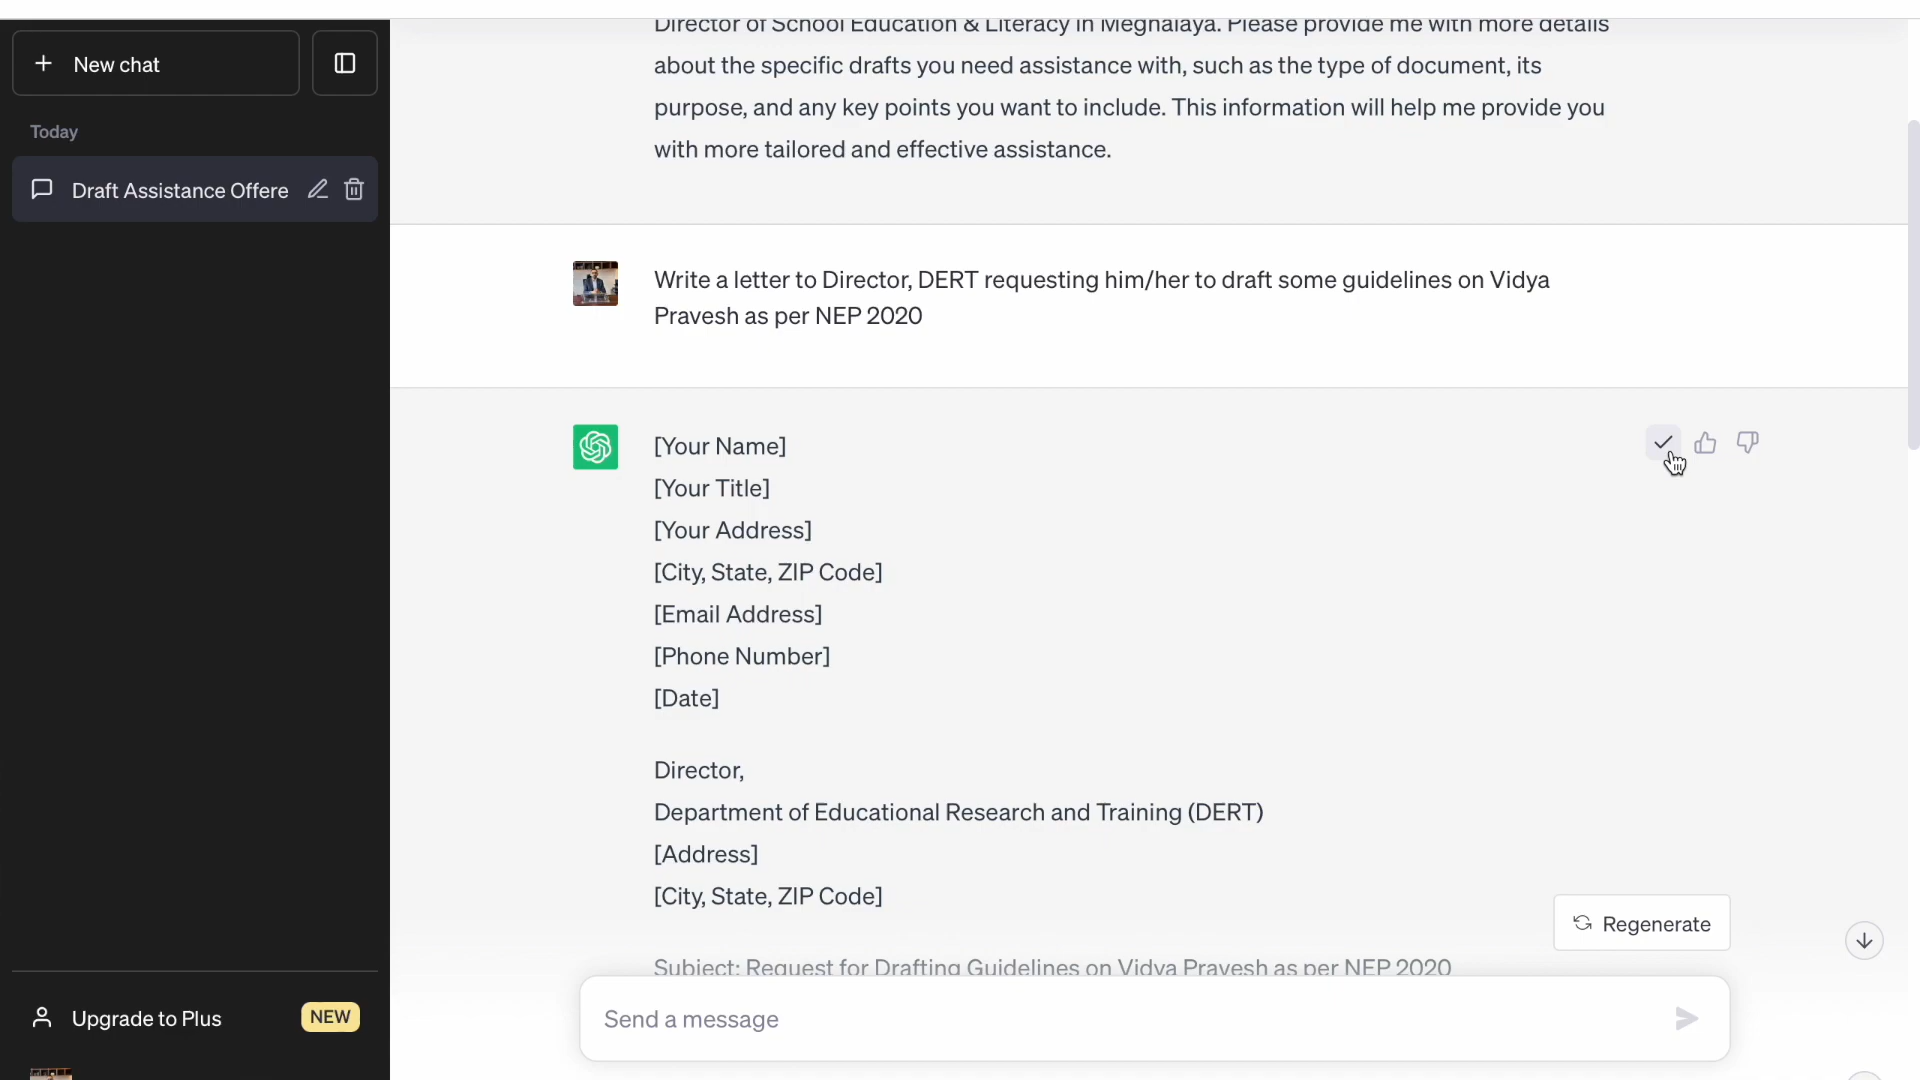 New chat
Today
Draft Assistance Offere
Upgrade to Plus
NEW
Director of School Education & Literacy in Meghalaya. Please provide me with more details
about the specific drafts you need assistance with, such as the type of document, its
purpose, and any key points you want to include. This information will help me provide you
with more tailored and effective assistance.
Write a letter to Director, DERT requesting him/her to draft some guidelines on Vidya
Pravesh as per NEP 2020
[Your Name]
[Your Title]
[Your Address]
[City, State, ZIP Code]
[Email Address]
[Phone Number]
[Date]
Director,
Department of Educational Research and Training (DERT)
[Address]
[City, State, ZIP Code]
Subject: Request for Drafting Guidelines on Vidya Pravesh as per NEP 2020
Regenerate
Send a message